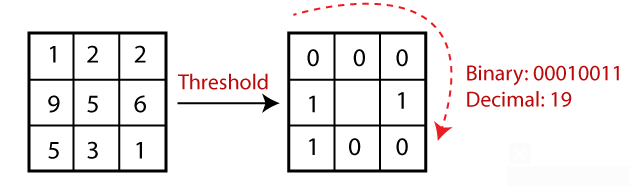 1 2 2
9 5 6
5 3 1
Threshold
0 0 0
1 1
1 0 0
Binary: 00010011
Decimal: 19